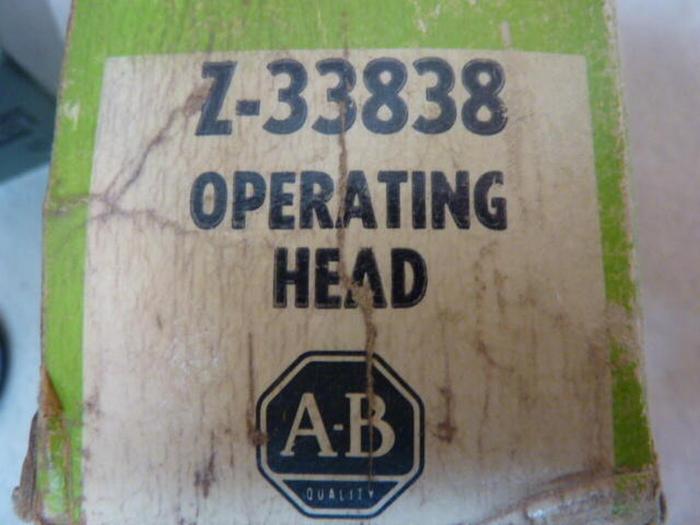 Z-33838
OPERATING
HEAD
A-B
QUALITY